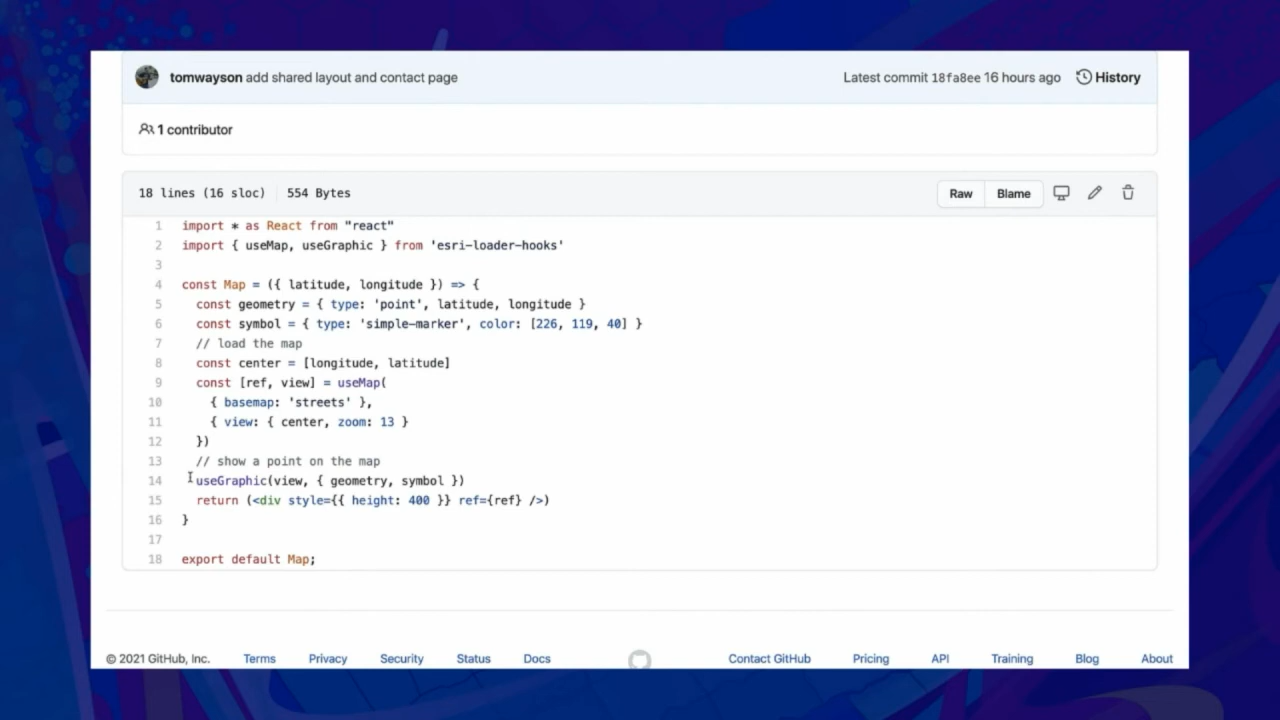 tomwayson add shared layout and contact page Latest commit 18fa8ee 16 hours ago History
1 contributor
18 lines (16 sloc) 554 Bytes Raw Blame
1 import * as React from "react"
2 import { useMap, useGraphic } from 'esri-loader-hooks'
3
4 const Map = ({ latitude, longitude }) => {
5 const geometry = { type: 'point', latitude, longitude }
6 const symbol = { type: 'simple-marker', color: [226, 119, 40] }
7 // load the map
8 const center = [longitude, latitude]
9 const [ref, view] = useMap(
10 { basemap: 'streets' },
11 { view: { center, zoom: 13 }
12 })
13 // show a point on the map
14 useGraphic(view, { geometry, symbol })
15 return (<div style={{ height: 400 }} ref={ref} />)
16 }
17
18 export default Map;
© 2021 GitHub, Inc. Terms Privacy Security Status Docs Contact GitHub Pricing API Training Blog About